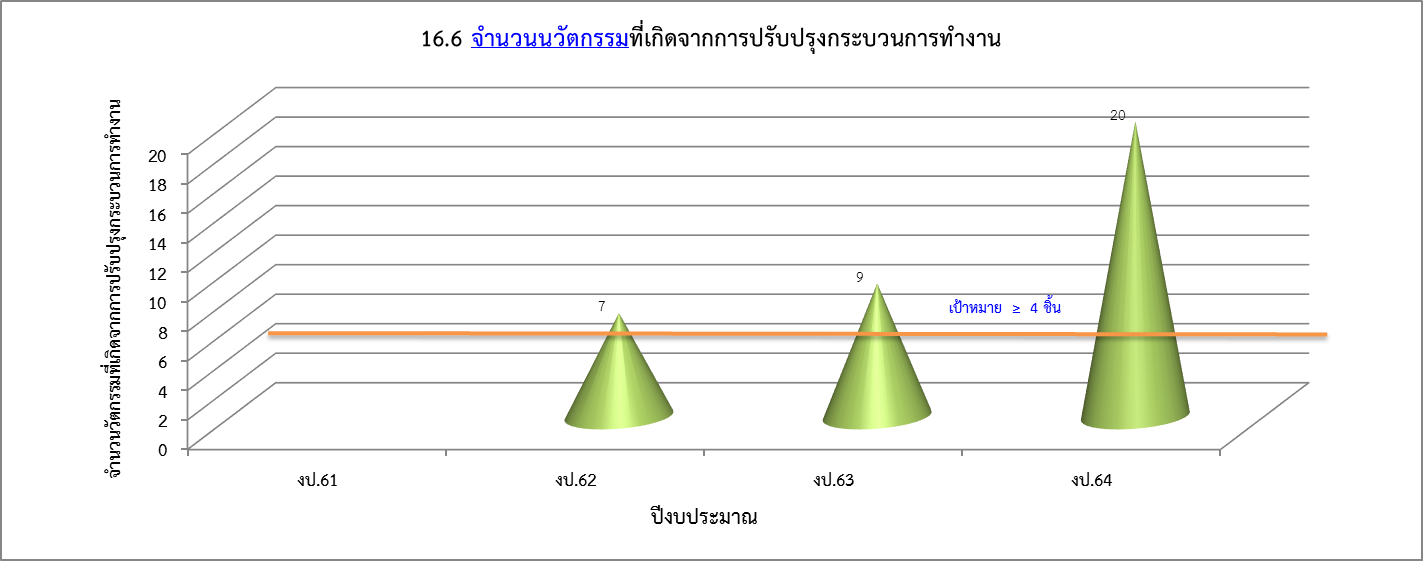 16.6 จำนวนนวัตกรรมที่เกิดจากการปรับปรุงกระบวนการทำงาน
จำนวนนวัตกรรมที่เกิดจากการปรับปรุงกระบวนการทำงาน
20
18
16
14
12
10
8
6
4
2
0
7
9
20
เป้าหมาย ≥ 4 ชิ้น
งป.61
งป.62
งป.63
งป.64
ปีงบประมาณ